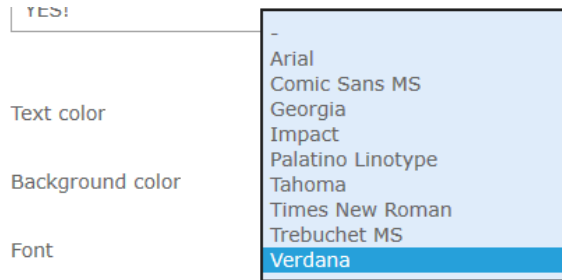 YES!
-
Arial
Comic Sans MS
Georgia
Impact
Palatino Linotype
Tahoma
Times New Roman
Trebuchet MS
Verdana
Text color
Background color
Font